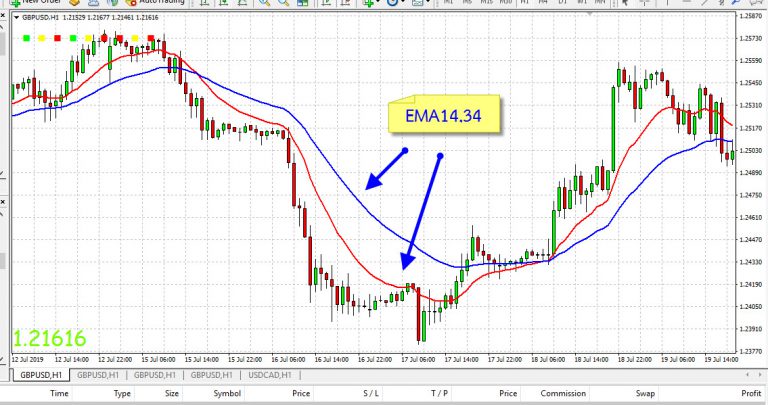 New Order
AutoTrading
M1 M5 M15 M30 H1 H4 D1 W1 MN
GBPUSD,H1 1.21529 1.21677 1.21461 1.21616
EMA14.34
1.25870
1.25730
1.25590
1.25450
1.25310
1.25170
1.25030
1.24890
1.24750
1.24610
1.24470
1.24330
1.24190
1.24050
1.23910
1.23770
1.21616
12 Jul 2019 12 Jul 14:00 12 Jul 22:00 15 Jul 06:00 15 Jul 14:00 15 Jul 22:00 16 Jul 06:00 16 Jul 14:00 16 Jul 22:00 17 Jul 06:00 17 Jul 14:00 17 Jul 22:00 18 Jul 06:00 18 Jul 14:00 18 Jul 22:00 19 Jul 06:00 19 Jul 14:00
GBPUSD,H1 GBPUSD,H1 GBPUSD,H1 GBPUSD,H1 USDCAD,H1
Time Type Size Symbol Price S / L T / P Price Commission Swap Profit